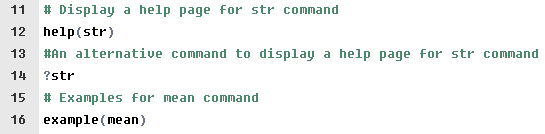 11 # Display a help page for str command
12 help(str)
13 #An alternative command to display a help page for str command
14 ?str
15 # Examples for mean command
16 example(mean)